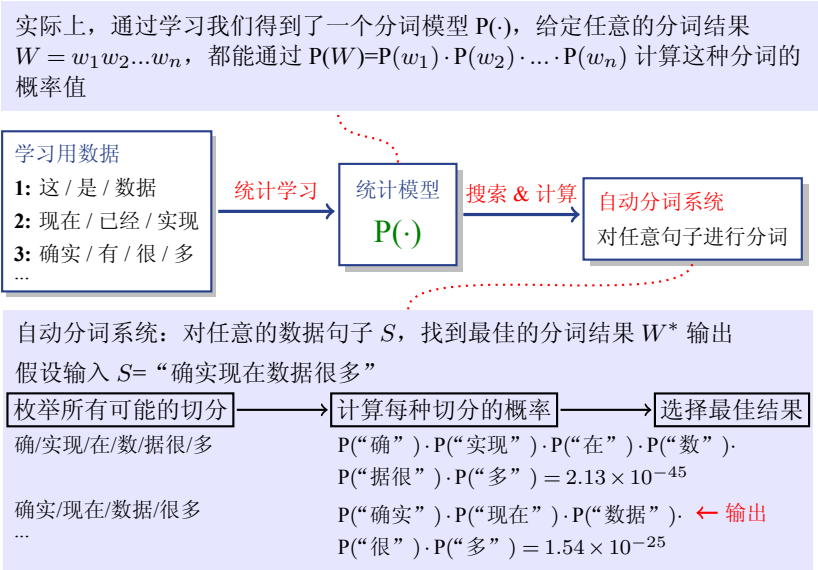 实际上，通过学习我们得到了一个分词模型 P(·)，给定任意的分词结果
W = w₁w₂...wₙ，都能通过 P(W)=P(w₁)·P(w₂)·...·P(wₙ) 计算这种分词的
概率值
学习用数据
1: 这 / 是 / 数据
2: 现在 / 已经 / 实现
3: 确实 / 有 / 很 / 多
...
统计学习
统计模型
P(·)
搜索 & 计算
自动分词系统
对任意句子进行分词
自动分词系统：对任意的数据句子 S，找到最佳的分词结果 W* 输出
假设输入 S=“确实现在数据很多”
枚举所有可能的切分
计算每种切分的概率
选择最佳结果
确/实现/在/数/据很/多
P(“确”)·P(“实现”)·P(“在”)·P(“数”)·
P(“据很”)·P(“多”) = 2.13 × 10⁻⁴⁵
确实/现在/数据/很多
P(“确实”)·P(“现在”)·P(“数据”)· ← 输出
...
P(“很”)·P(“多”) = 1.54 × 10⁻²⁵